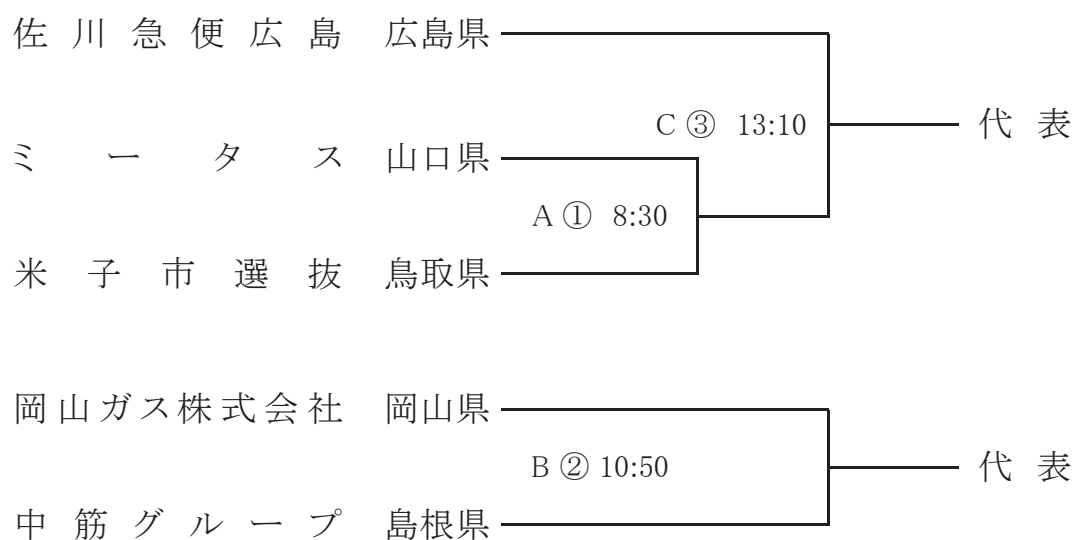 佐川急便広島 広島県
C ③ 13:10 代表
ミータス 山口県
A ① 8:30
米子市選抜 鳥取県
岡山ガス株式会社 岡山県
B ② 10:50 代表
中筋グループ 島根県